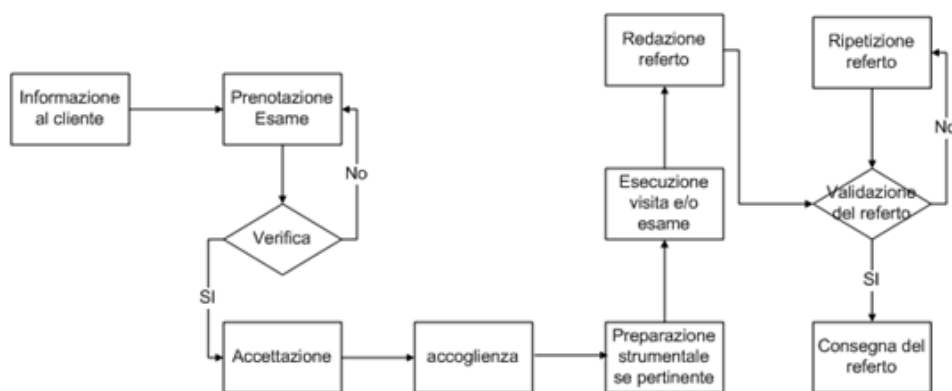 Informazione
al cliente
Prenotazione
Esame
No
Verifica
SI
Accettazione
accoglienza
Preparazione
strumentale
se pertinente
Esecuzione
visita e/o
esame
Redazione
referto
Ripetizione
referto
No
Validazione
del referto
SI
Consegna del
referto